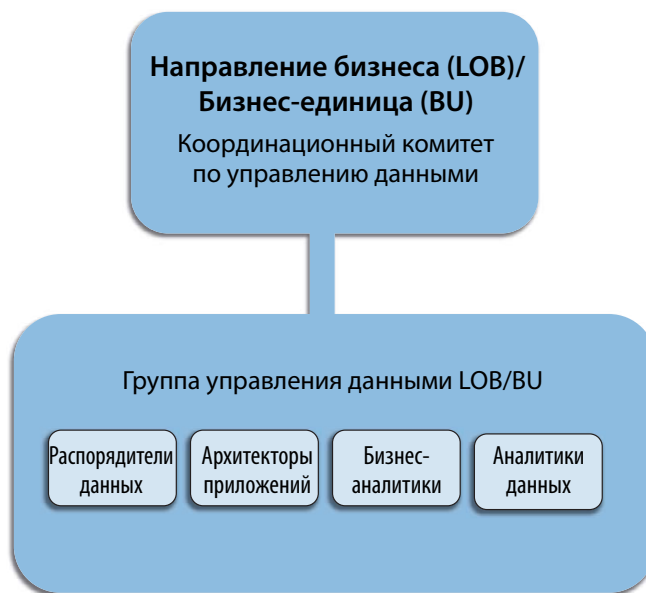 Направление бизнеса (LOB)/
Бизнес-единица (BU)
Координационный комитет
по управлению данными
Группа управления данными LOB/BU
Распорядители
данных
Архитекторы
приложений
Бизнес-
аналитики
Аналитики
данных